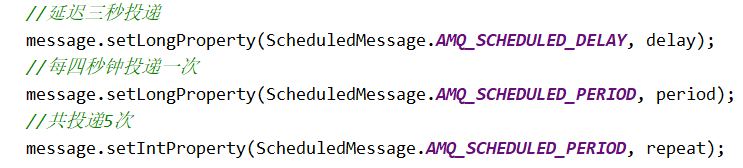 //延迟三秒投递
message.setLongProperty(ScheduledMessage.AMQ_SCHEDULED_DELAY, delay);
//每四秒钟投递一次
message.setLongProperty(ScheduledMessage.AMQ_SCHEDULED_PERIOD, period);
//共投递5次
message.setIntProperty(ScheduledMessage.AMQ_SCHEDULED_PERIOD, repeat);